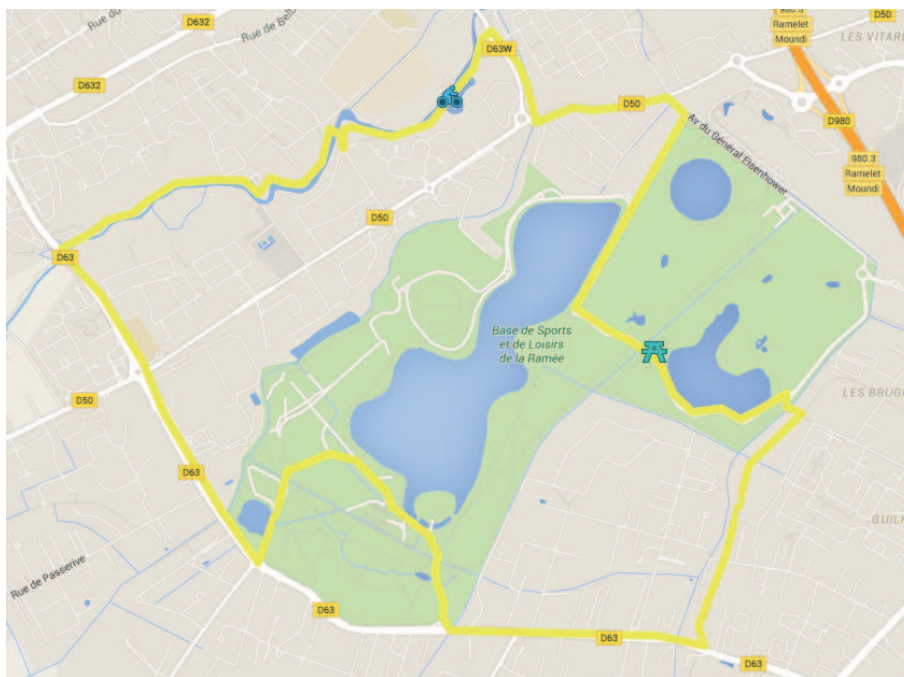 980.3
Ramelet
Moundi
D50
LES VITARE
Rue du
D632
Rue de Bel
D63W
D632
D50
D980
Av du Général Eisenhower
980.3
Ramelet
Moundi
D50
D63
Base de Sports
et de Loisirs
de la Ramée
D50
LES BRUG
D63
GUILH
Rue de Passerive
D63
D63
D63